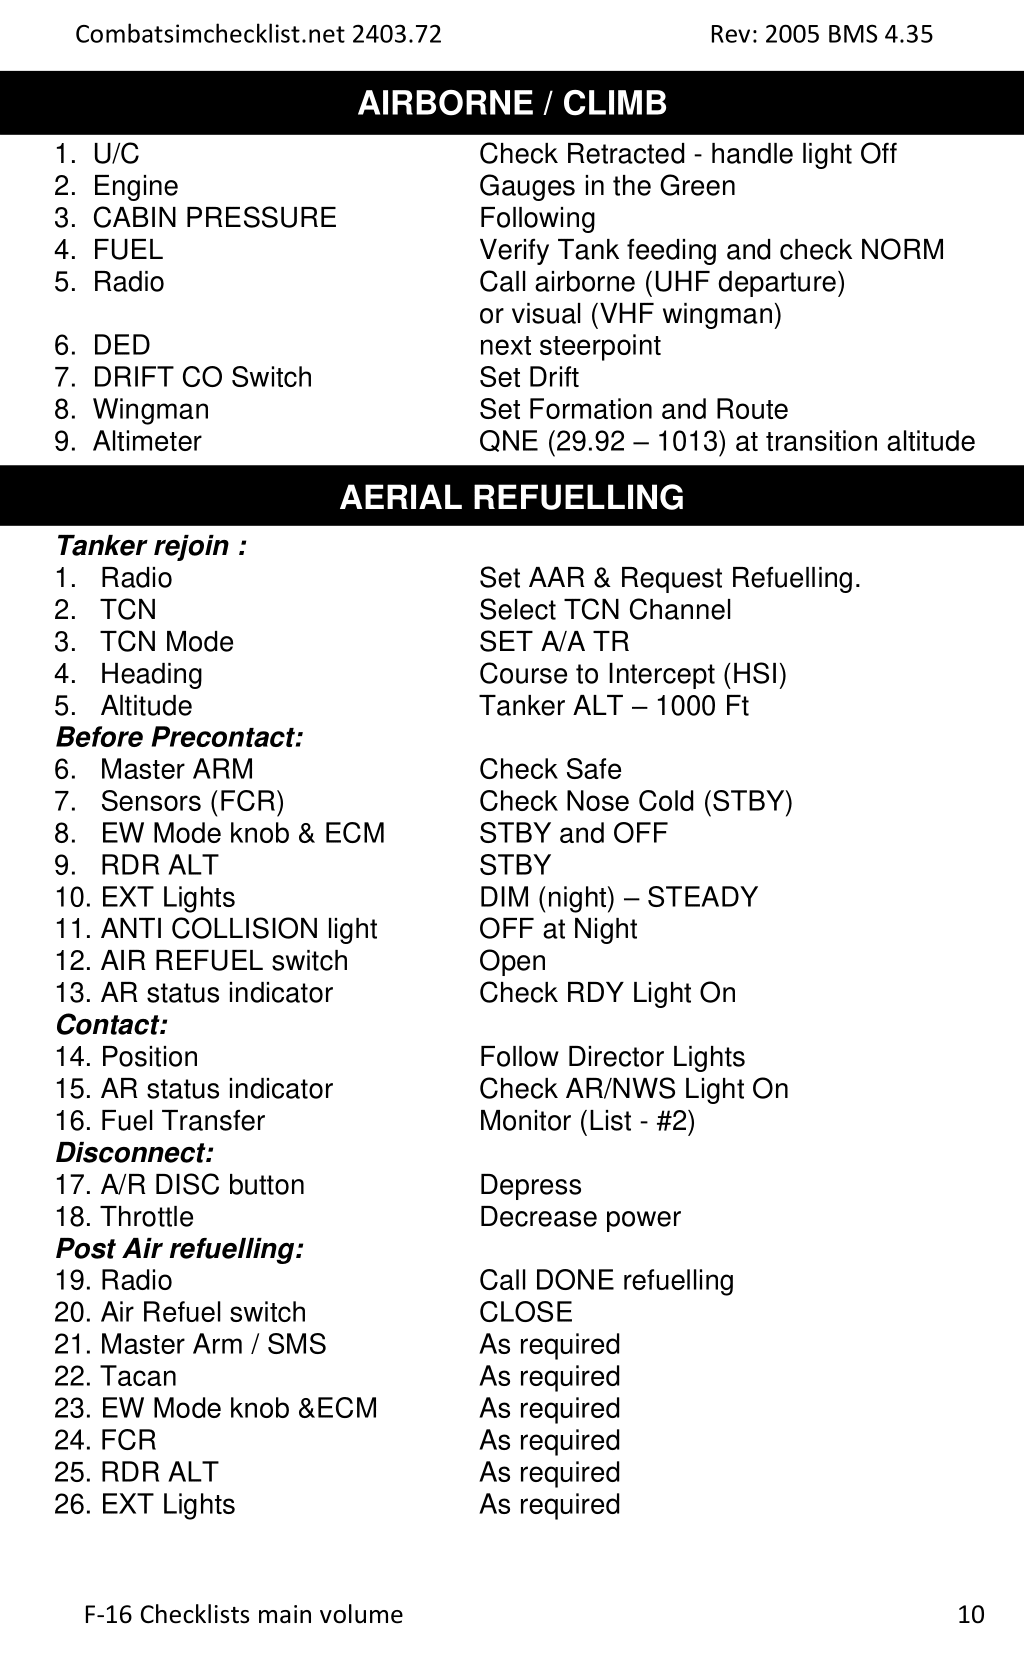 Combatsimchecklist.net 2403.72 Rev: 2005 BMS 4.35
AIRBORNE / CLIMB
1. U/C Check Retracted - handle light Off
2. Engine Gauges in the Green
3. CABIN PRESSURE Following
4. FUEL Verify Tank feeding and check NORM
5. Radio Call airborne (UHF departure)
or visual (VHF wingman)
6. DED next steerpoint
7. DRIFT CO Switch Set Drift
8. Wingman Set Formation and Route
9. Altimeter QNE (29.92 – 1013) at transition altitude
AERIAL REFUELLING
Tanker rejoin :
1. Radio Set AAR & Request Refuelling.
2. TCN Select TCN Channel
3. TCN Mode SET A/A TR
4. Heading Course to Intercept (HSI)
5. Altitude Tanker ALT – 1000 Ft
Before Precontact:
6. Master ARM Check Safe
7. Sensors (FCR) Check Nose Cold (STBY)
8. EW Mode knob & ECM STBY and OFF
9. RDR ALT STBY
10. EXT Lights DIM (night) – STEADY
11. ANTI COLLISION light OFF at Night
12. AIR REFUEL switch Open
13. AR status indicator Check RDY Light On
Contact:
14. Position Follow Director Lights
15. AR status indicator Check AR/NWS Light On
16. Fuel Transfer Monitor (List - #2)
Disconnect:
17. A/R DISC button Depress
18. Throttle Decrease power
Post Air refuelling:
19. Radio Call DONE refuelling
20. Air Refuel switch CLOSE
21. Master Arm / SMS As required
22. Tacan As required
23. EW Mode knob &ECM As required
24. FCR As required
25. RDR ALT As required
26. EXT Lights As required
F-16 Checklists main volume 10